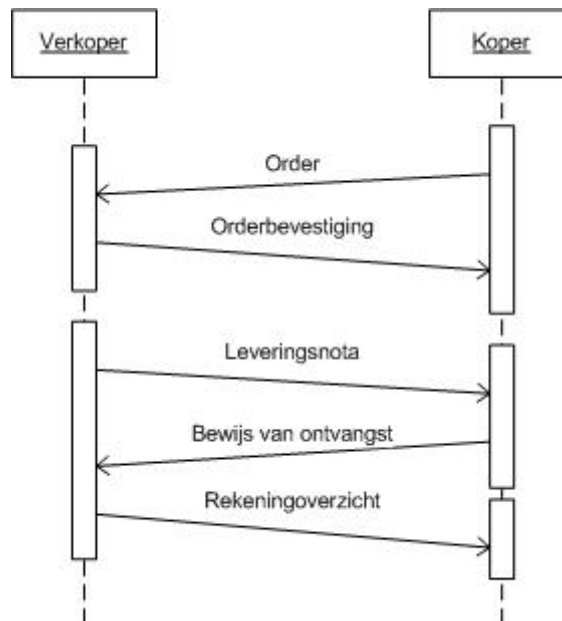 Verkoper
Koper
Order
Orderbevestiging
Leveringsnota
Bewijs van ontvangst
Rekeningoverzicht